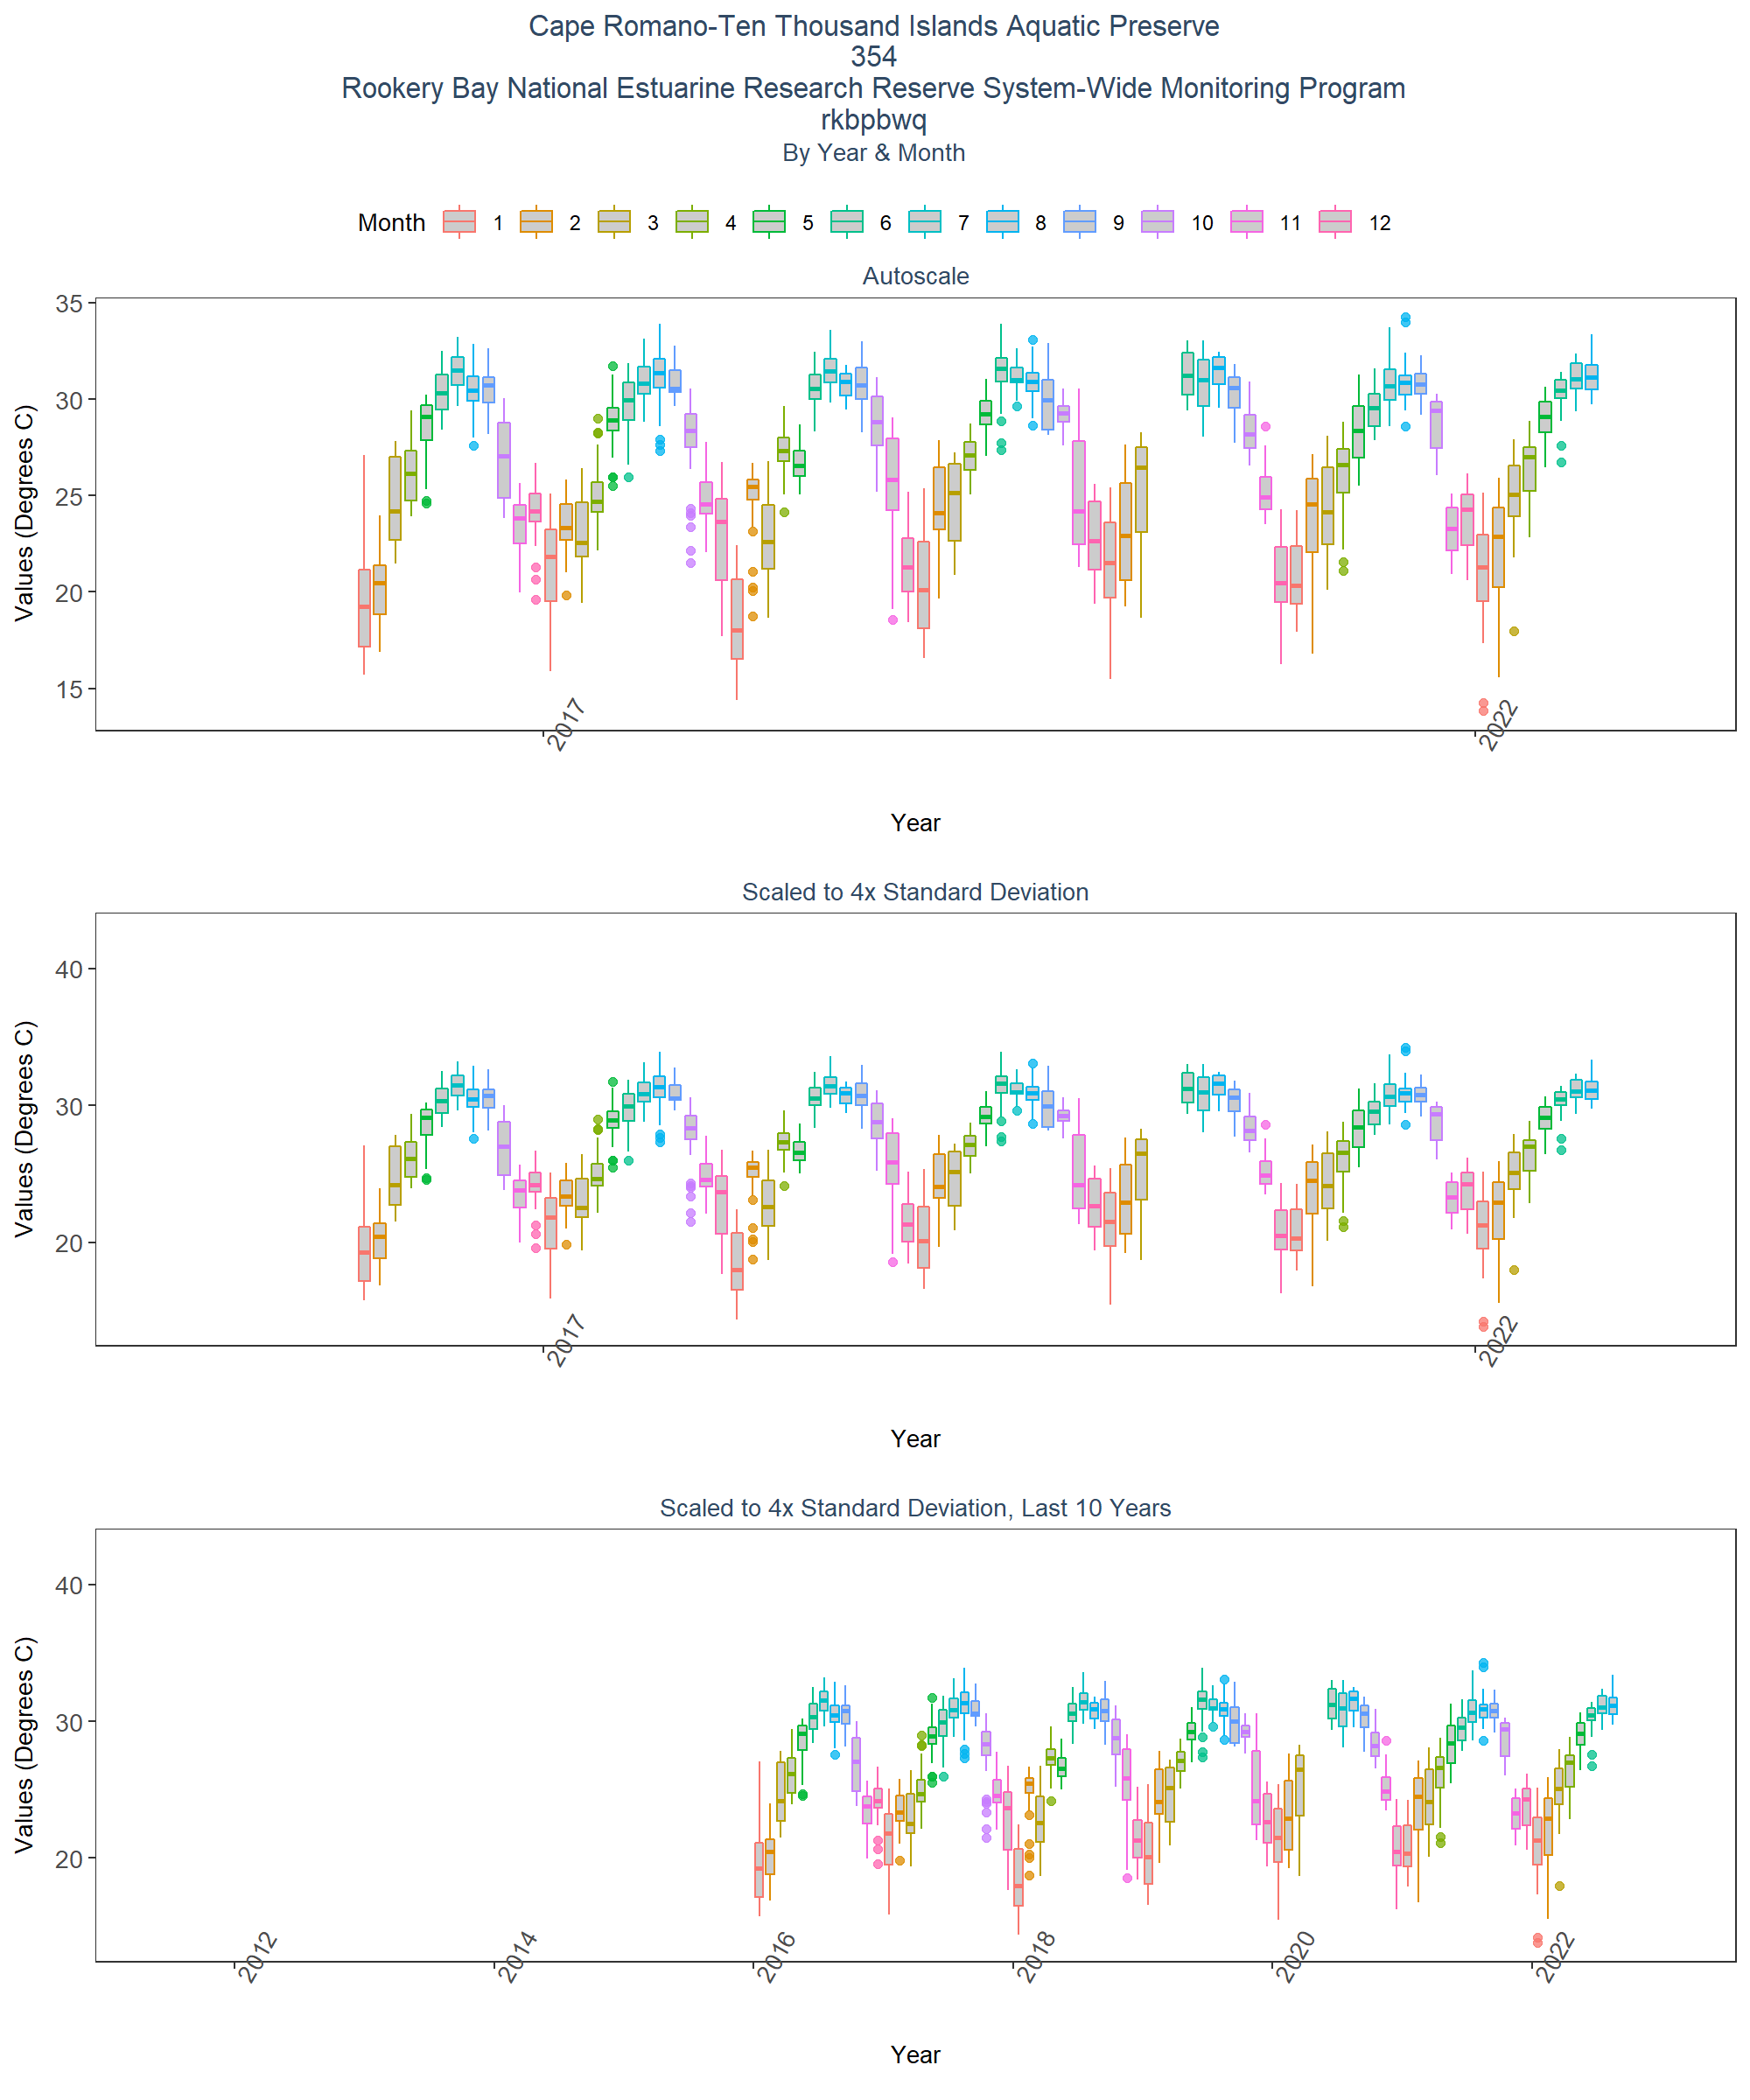 Cape Romano-Ten Thousand Islands Aquatic Preserve
354
Rookery Bay National Estuarine Research Reserve System-Wide Monitoring Program
rkbpbwq
By Year & Month
Month 1 2 3 4 5 6 7 8 9 10 11 12
Autoscale
Values (Degrees C)
35
30
25
20
15
2017 2022
Year
Scaled to 4x Standard Deviation
Values (Degrees C)
40
30
20
2017 2022
Year
Scaled to 4x Standard Deviation, Last 10 Years
Values (Degrees C)
40
30
20
2012 2014 2016 2018 2020 2022
Year